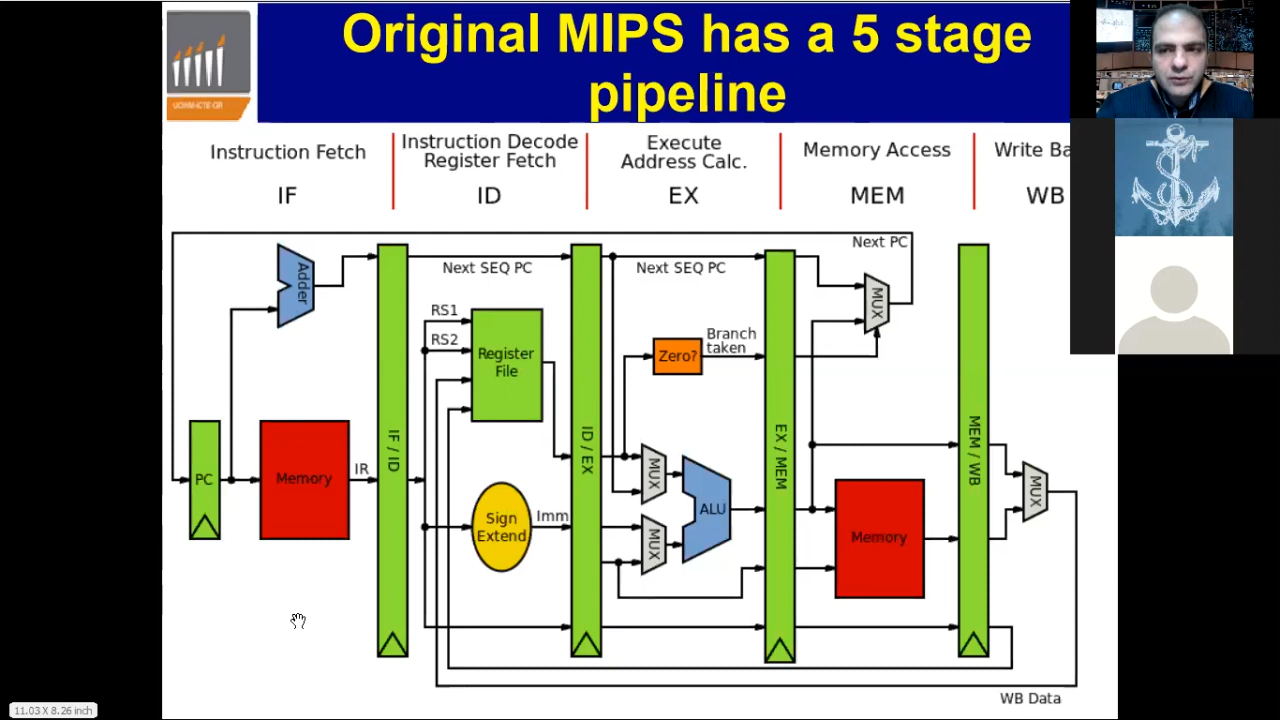 Original MIPS has a 5 stage
pipeline
UOWM-ICTE-GR
Instruction Fetch
IF
Instruction Decode
Register Fetch
ID
Execute
Address Calc.
EX
Memory Access
MEM
Write Ba
WB
Next PC
Adder
Next SEQ PC
Next SEQ PC
MUX
RS1
RS2
Register
File
Zero?
Branch
taken
PC
Memory
IR
IF / ID
Sign
Extend
Imm
ID / EX
MUX
MUX
ALU
EX / MEM
Memory
MEM / WB
MUX
WB Data
11.03 X 8.26 inch